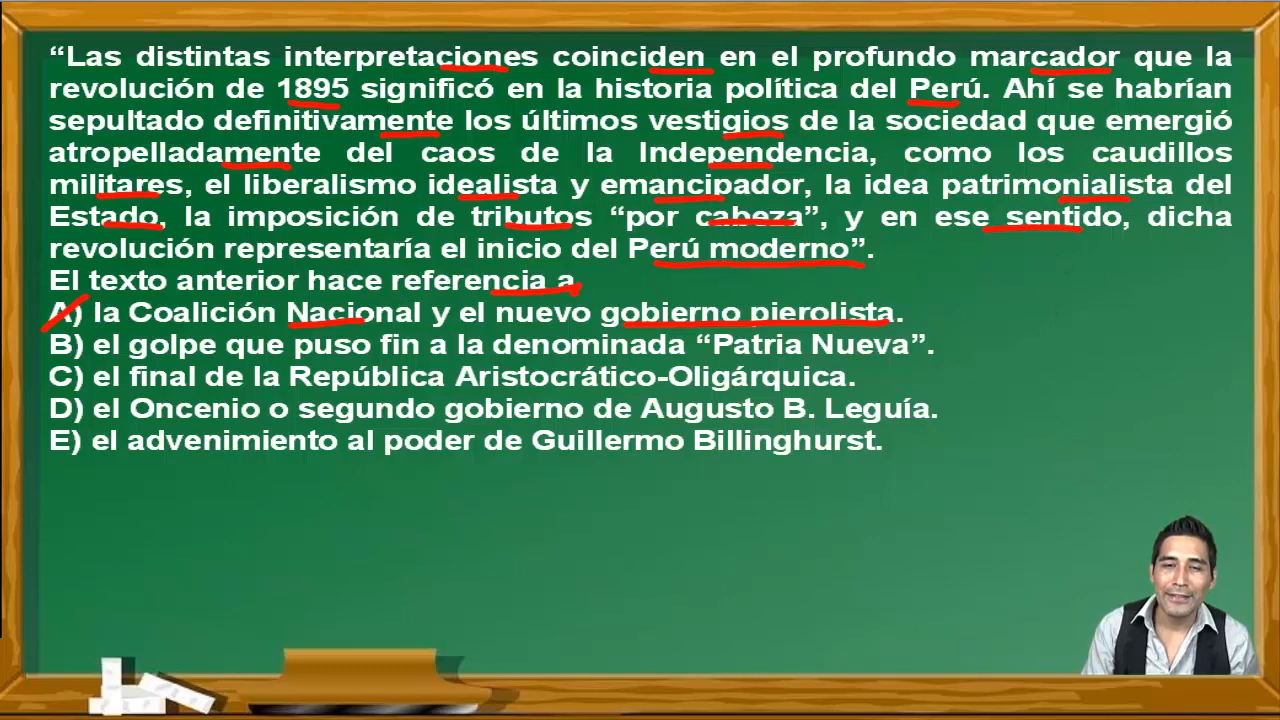 “Las distintas interpretaciones coinciden en el profundo marcador que la
revolución de 1895 significó en la historia política del Perú. Ahí se habrían
sepultado definitivamente los últimos vestigios de la sociedad que emergió
atropelladamente del caos de la Independencia, como los caudillos
militares, el liberalismo idealista y emancipador, la idea patrimonialista del
Estado, la imposición de tributos “por cabeza”, y en ese sentido, dicha
revolución representaría el inicio del Perú moderno”.
El texto anterior hace referencia a
A) la Coalición Nacional y el nuevo gobierno pierolista.
B) el golpe que puso fin a la denominada “Patria Nueva”.
C) el final de la República Aristocrático-Oligárquica.
D) el Oncenio o segundo gobierno de Augusto B. Leguía.
E) el advenimiento al poder de Guillermo Billinghurst.